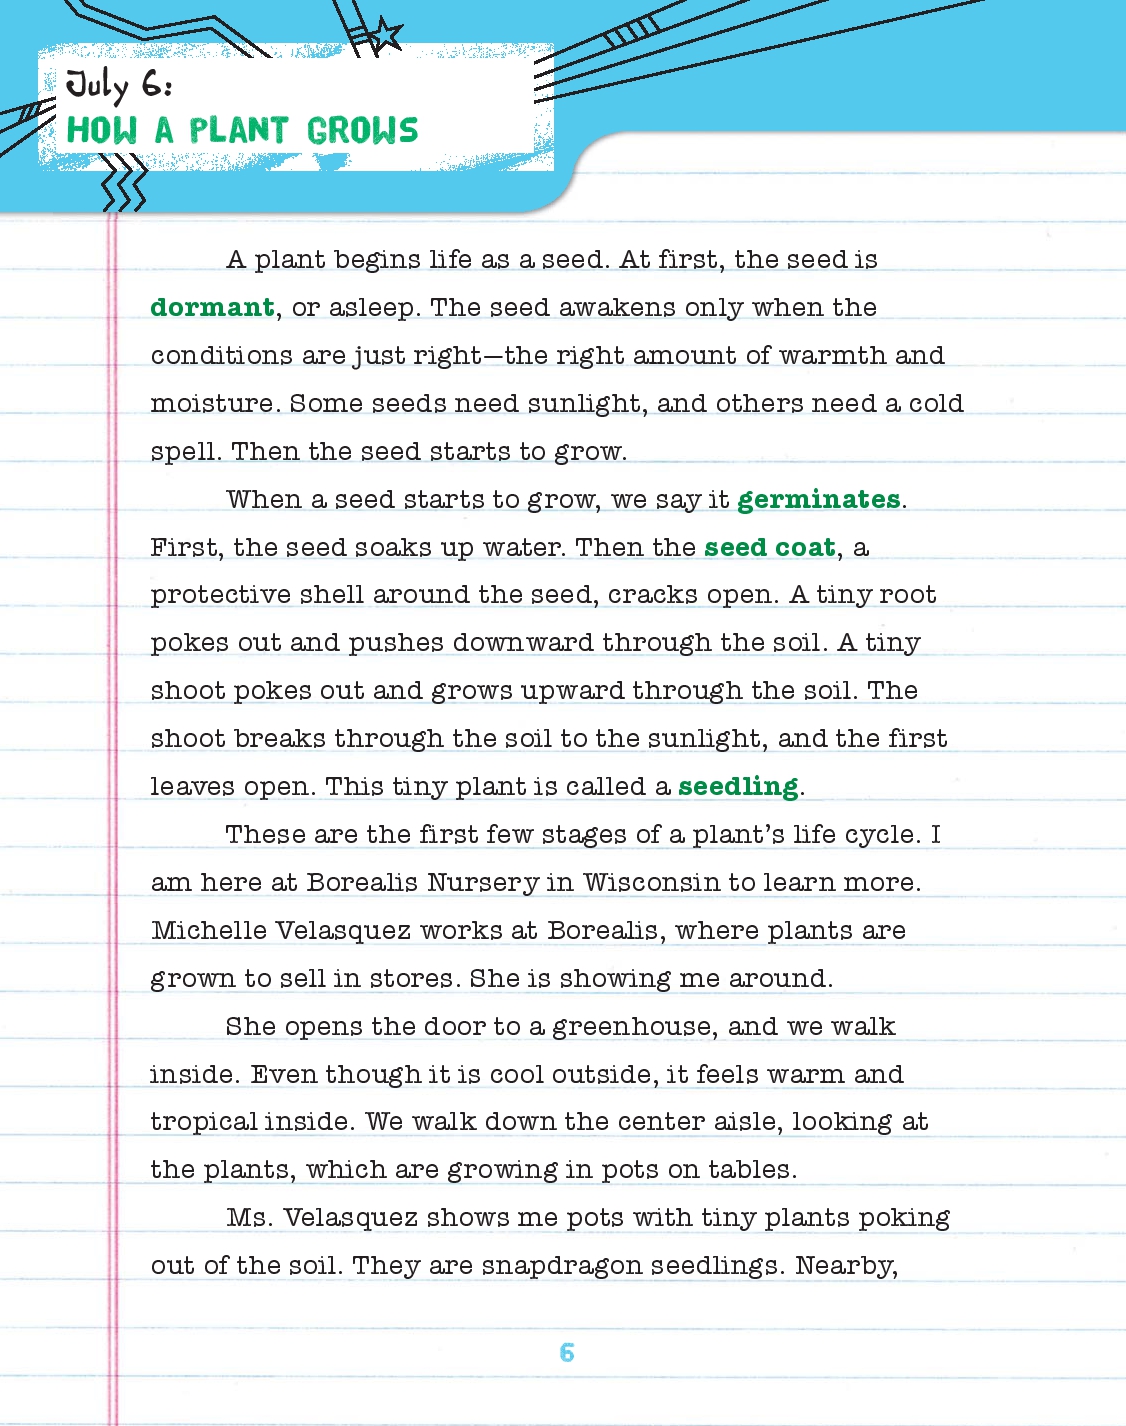 July 6:
HOW A PLANT GROWS
A plant begins life as a seed. At first, the seed is
dormant, or asleep. The seed awakens only when the
conditions are just right—the right amount of warmth and
moisture. Some seeds need sunlight, and others need a cold
spell. Then the seed starts to grow.
When a seed starts to grow, we say it germinates.
First, the seed soaks up water. Then the seed coat, a
protective shell around the seed, cracks open. A tiny root
pokes out and pushes downward through the soil. A tiny
shoot pokes out and grows upward through the soil. The
shoot breaks through the soil to the sunlight, and the first
leaves open. This tiny plant is called a seedling.
These are the first few stages of a plant’s life cycle. I
am here at Borealis Nursery in Wisconsin to learn more.
Michelle Velasquez works at Borealis, where plants are
grown to sell in stores. She is showing me around.
She opens the door to a greenhouse, and we walk
inside. Even though it is cool outside, it feels warm and
tropical inside. We walk down the center aisle, looking at
the plants, which are growing in pots on tables.
Ms. Velasquez shows me pots with tiny plants poking
out of the soil. They are snapdragon seedlings. Nearby,
6